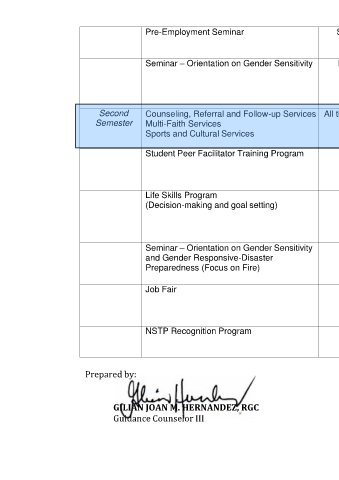 Pre-Employment Seminar
S
Seminar – Orientation on Gender Sensitivity
Second
Semester
Counseling, Referral and Follow-up Services
All t
Multi-Faith Services
Sports and Cultural Services
Student Peer Facilitator Training Program
Life Skills Program
(Decision-making and goal setting)
Seminar – Orientation on Gender Sensitivity
and Gender Responsive-Disaster
Preparedness (Focus on Fire)
Job Fair
NSTP Recognition Program
Prepared by:
GILIAN JOAN M. HERNANDEZ, RGC
Guidance Counselor III